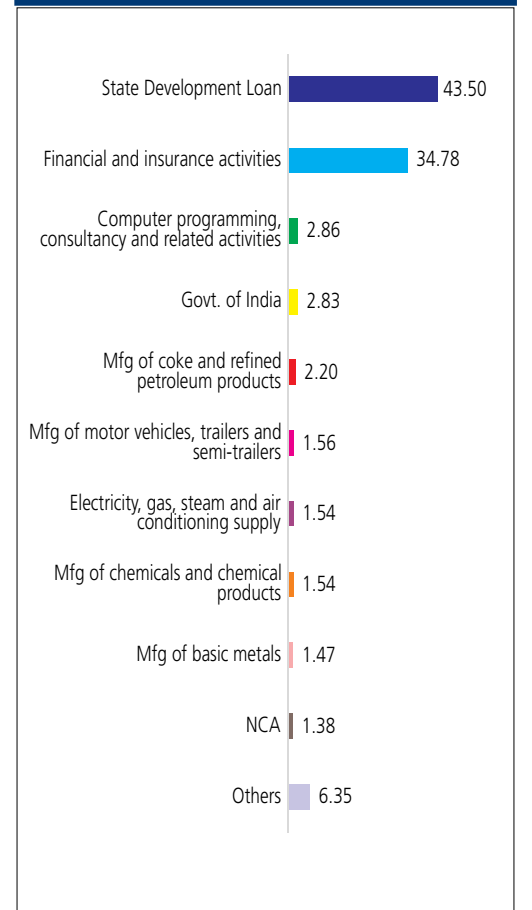 State Development Loan 43.50
Financial and insurance activities 34.78
Computer programming,
consultancy and related activities 2.86
Govt. of India 2.83
Mfg of coke and refined
petroleum products 2.20
Mfg of motor vehicles, trailers and
semi-trailers 1.56
Electricity, gas, steam and air
conditioning supply 1.54
Mfg of chemicals and chemical
products 1.54
Mfg of basic metals 1.47
NCA 1.38
Others 6.35